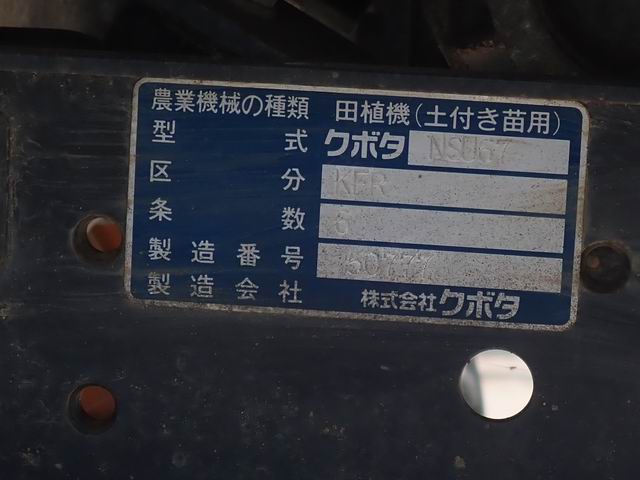 農業機械の種類 田植機(土付き苗用)
型式 クボタ NSU67
区分 KER
条数 6
製造番号 50777
製造会社 株式会社クボタ